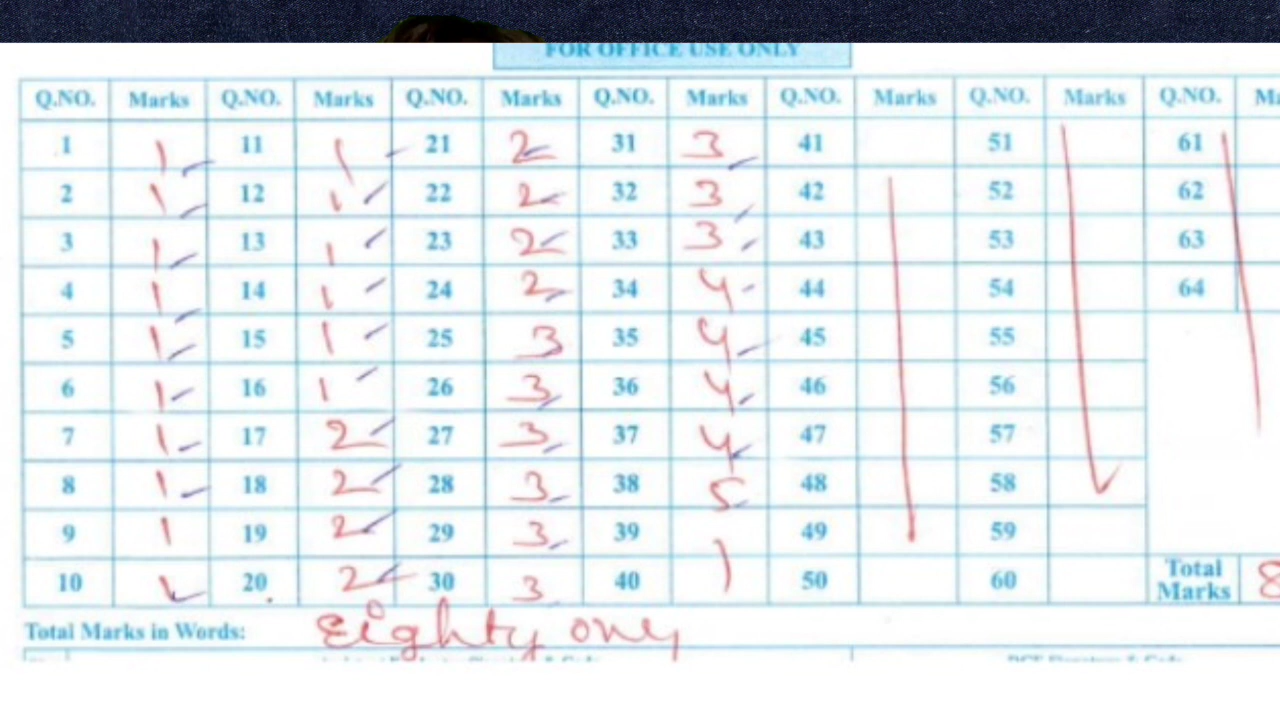 FOR OFFICE USE ONLY
Q.NO. Marks Q.NO. Marks Q.NO. Marks Q.NO. Marks Q.NO. Marks Q.NO. Marks Q.NO.
1 1 11 1 21 2 31 3 41 51 61
2 1 12 1 22 2 32 3 42 52 62
3 1 13 1 23 2 33 3 43 53 63
4 1 14 1 24 2 34 4 44 54 64
5 1 15 1 25 3 35 4 45 55
6 1 16 1 26 3 36 4 46 56
7 1 17 2 27 3 37 4 47 57
8 1 18 2 28 3 38 5 48 58
9 1 19 2 29 3 39 49 59
10 1 20 2 30 3 40 50 60 Total Marks 8
Total Marks in Words: Eighty one